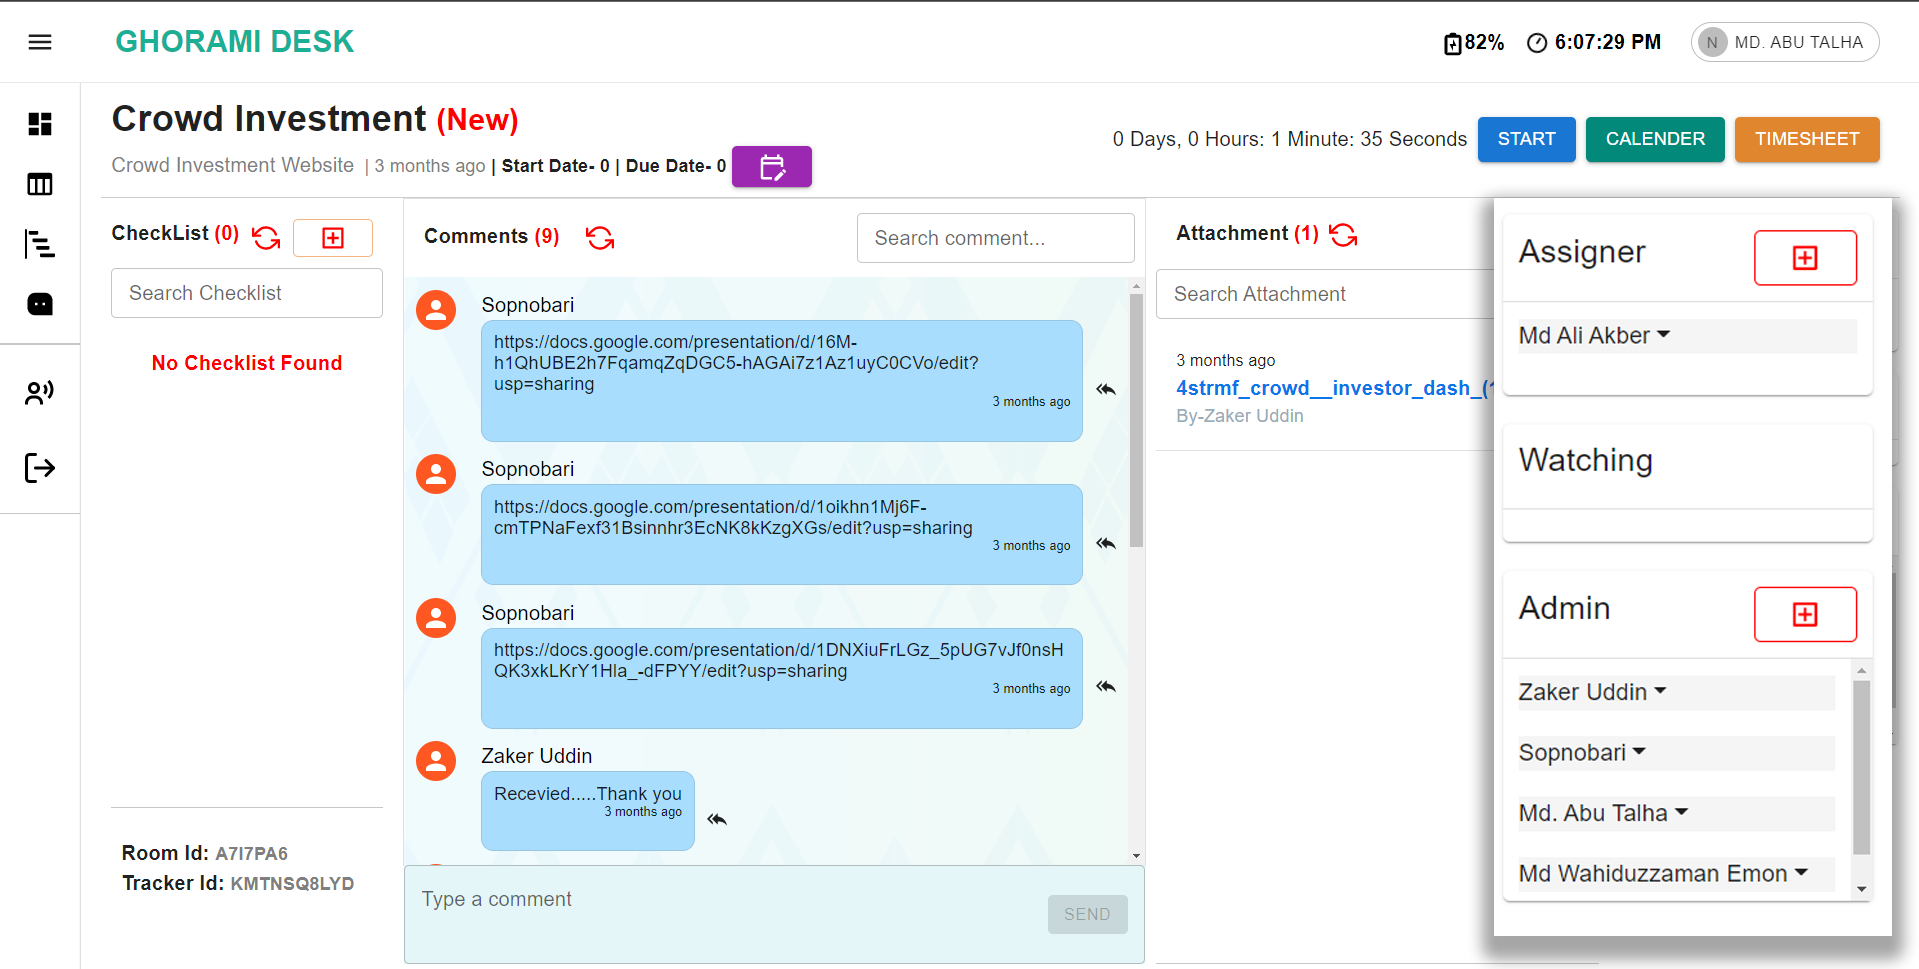 GHORAMI DESK
82%
6:07:29 PM
N
MD. ABU TALHA
Crowd Investment (New)
Crowd Investment Website | 3 months ago | Start Date- 0 | Due Date- 0
0 Days, 0 Hours: 1 Minute: 35 Seconds
START
CALENDER
TIMESHEET
CheckList (0)
Search Checklist
No Checklist Found
Room Id: A7I7PA6
Tracker Id: KMTNSQ8LYD
Comments (9)
Search comment...
Sopnobari
https://docs.google.com/presentation/d/16M-
h1QhUBE2h7FqamqZqDGC5-hAGAi7z1Az1uyC0CVo/edit?
usp=sharing
3 months ago
Sopnobari
https://docs.google.com/presentation/d/1oikhn1Mj6F-
cmTPNaFexf31Bsinnhr3EcNK8kKzgXGs/edit?usp=sharing
3 months ago
Sopnobari
https://docs.google.com/presentation/d/1DNXiuFrLGz_5pUG7vJf0nsH
QK3xkLKrY1Hla_-dFPYY/edit?usp=sharing
3 months ago
Zaker Uddin
Recevied.....Thank you
3 months ago
Type a comment
SEND
Attachment (1)
Search Attachment
3 months ago
4strmf_crowd__investor_dash_(
By-Zaker Uddin
Assigner
Md Ali Akber
Watching
Admin
Zaker Uddin
Sopnobari
Md. Abu Talha
Md Wahiduzzaman Emon